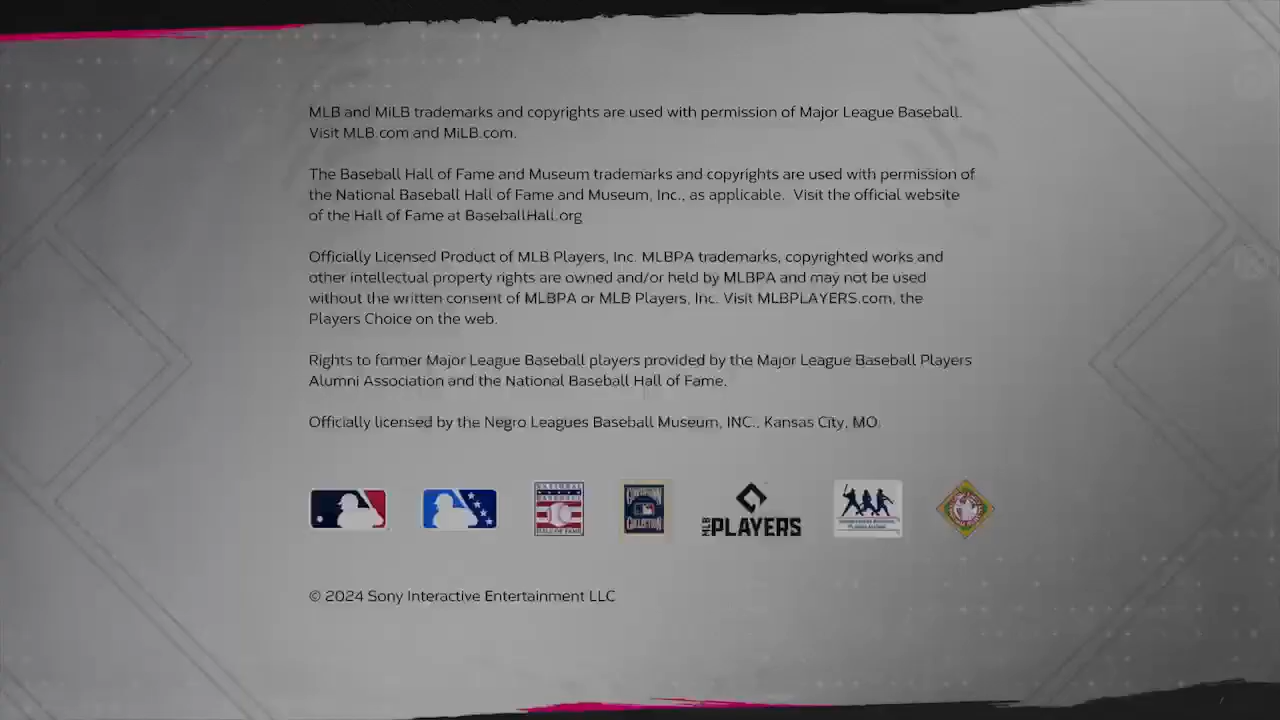 MLB and MiLB trademarks and copyrights are used with permission of Major League Baseball.
Visit MLB.com and MiLB.com.
The Baseball Hall of Fame and Museum trademarks and copyrights are used with permission of
the National Baseball Hall of Fame and Museum, Inc., as applicable.  Visit the official website
of the Hall of Fame at BaseballHall.org
Officially Licensed Product of MLB Players, Inc. MLBPA trademarks, copyrighted works and
other intellectual property rights are owned and/or held by MLBPA and may not be used
without the written consent of MLBPA or MLB Players, Inc. Visit MLBPLAYERS.com, the
Players Choice on the web.
Rights to former Major League Baseball players provided by the Major League Baseball Players
Alumni Association and the National Baseball Hall of Fame.
Officially licensed by the Negro Leagues Baseball Museum, INC., Kansas City, MO.
NATIONAL
BASEBALL
HALL OF FAME
COOPERSTOWN
COLLECTION
MLB PLAYERS
© 2024 Sony Interactive Entertainment LLC